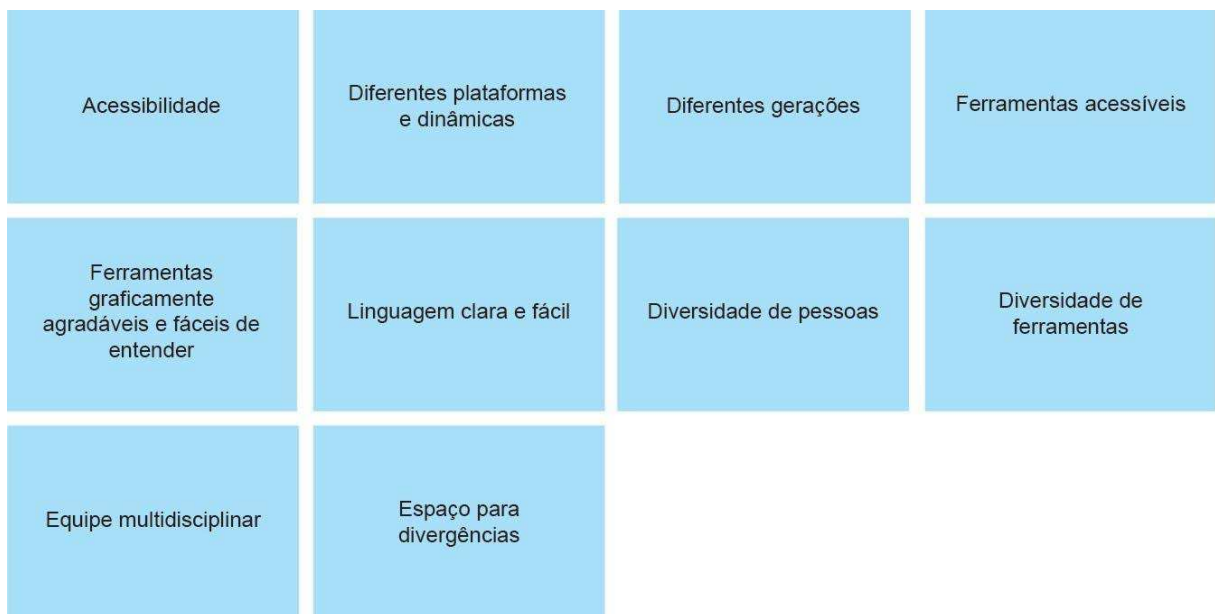 Acessibilidade
Diferentes plataformas
e dinâmicas
Diferentes gerações
Ferramentas acessíveis
Ferramentas
graficamente
agradáveis e fáceis de
entender
Linguagem clara e fácil
Diversidade de pessoas
Diversidade de
ferramentas
Equipe multidisciplinar
Espaço para
divergências